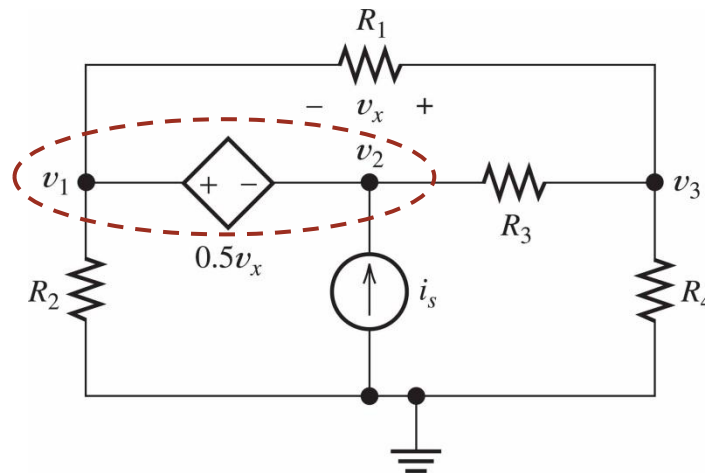 R₁
− vₓ +
v₂
v₁
+ −
v₃
R₃
0.5vₓ
R₂
iₛ
R₄